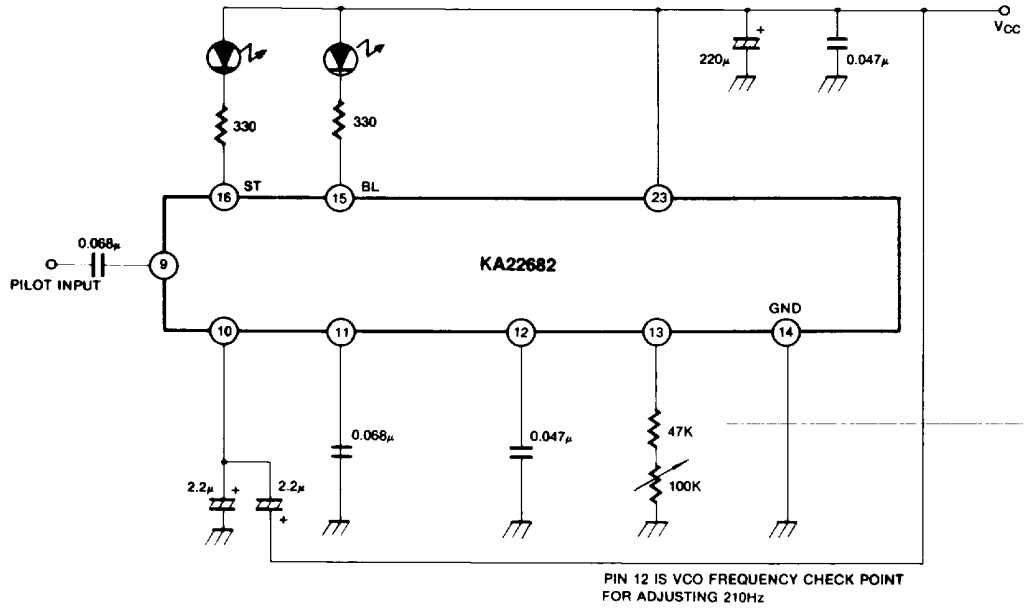 VCC
220μ
+
0.047μ
330
330
16
ST
15
BL
23
0.068μ
9
PILOT INPUT
KA22682
10
11
12
13
GND
14
0.068μ
0.047μ
47K
100K
2.2μ
+
2.2μ
+
PIN 12 IS VCO FREQUENCY CHECK POINT
FOR ADJUSTING 210Hz